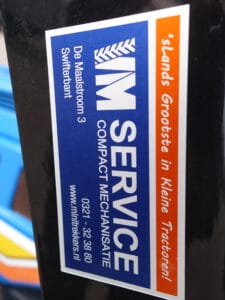 'sLands Grootste in Kleine Tractoren!
IM SERVICE
COMPACT MECHANISATIE
De Maalstroom 3
Swifterbant
0321 - 32 38 80
www.minitrekkers.nl